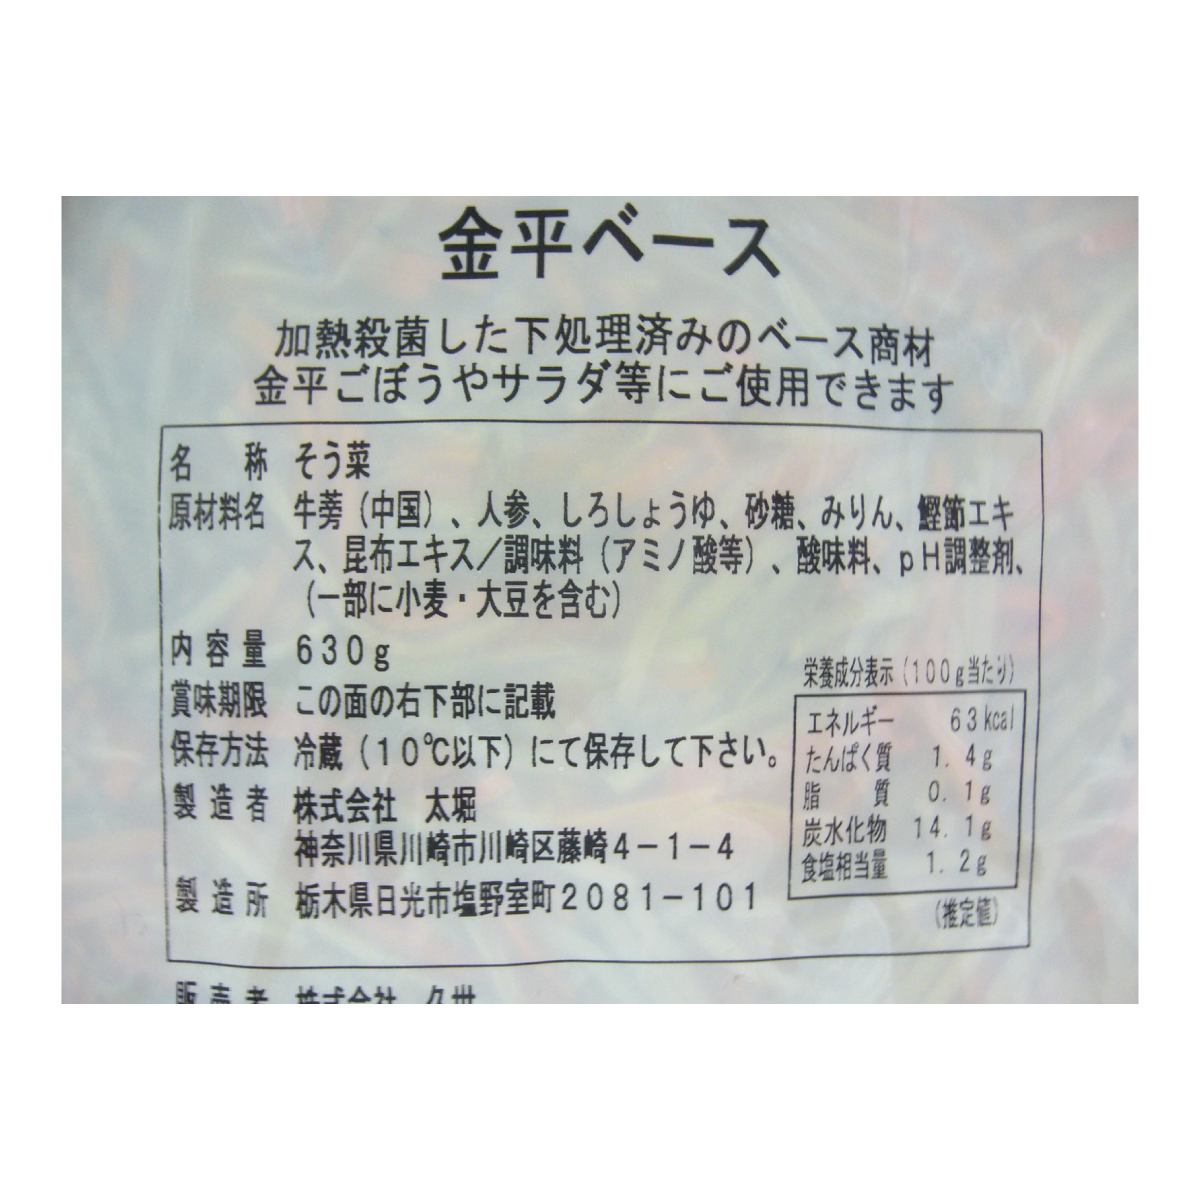 金平ベース
加熱殺菌した下処理済みのベース商材
金平ごぼうやサラダ等にご使用できます
名称 そう菜
原材料名 牛蒡（中国）、人参、しろしょうゆ、砂糖、みりん、鰹節エキ
ス、昆布エキス／調味料（アミノ酸等）、酸味料、ｐＨ調整剤、
（一部に小麦・大豆を含む）
内容量 ６３０ｇ
賞味期限 この面の右下部に記載
保存方法 冷蔵（１０℃以下）にて保存して下さい。
製造者 株式会社 太堀
神奈川県川崎市川崎区藤崎４－１－４
製造所 栃木県日光市塩野室町２０８１－１０１
栄養成分表示（１００ｇ当たり）
エネルギー ６３kcal
たんぱく質 １．４ｇ
脂質 ０．１ｇ
炭水化物 １４．１ｇ
食塩相当量 １．２ｇ
（推定値）
販売者 株式会社 久世